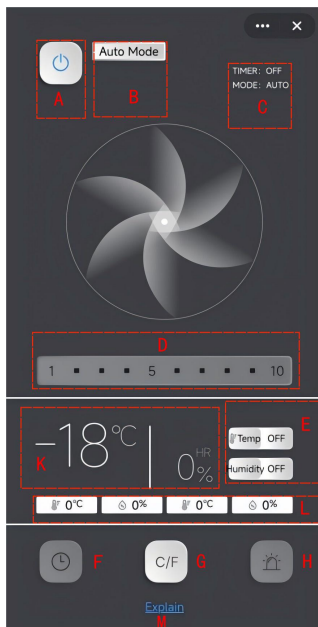 Auto Mode
A
B
TIMER: OFF
MODE: AUTO
C
D
1 5 10
E
-18°C
HR
0%
K
Temp OFF
Humidity OFF
0°C 0% 0°C 0% L
F
C/F G
H
Explain
M